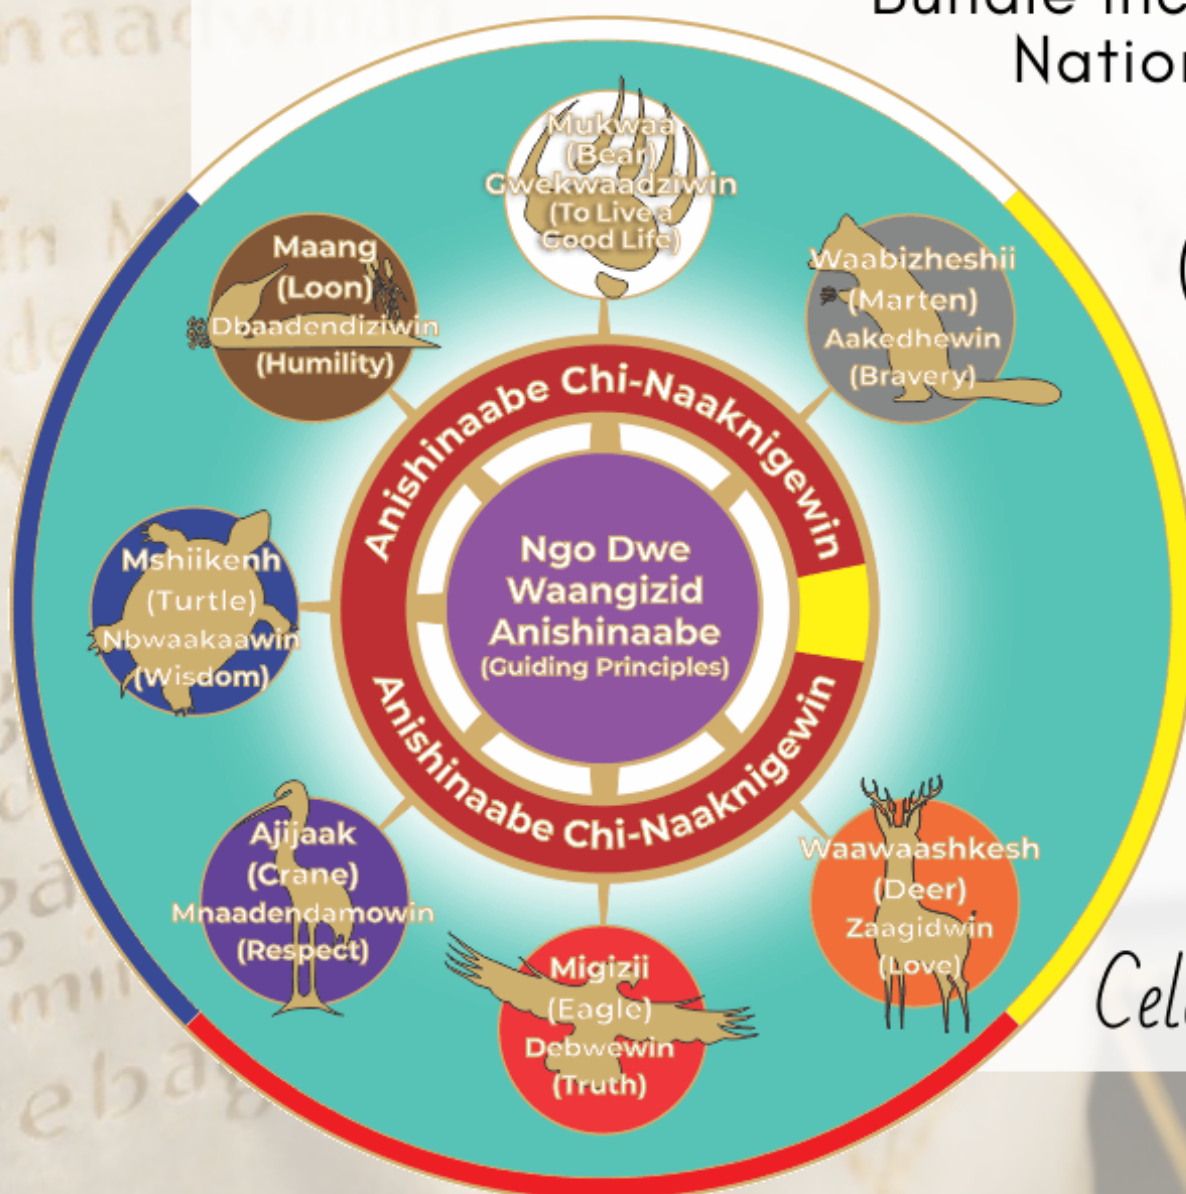 Nation
Mukwaa
(Bear)
Gwekwaadziwin
(To Live a
Good Life)
Waabizheshii
(Marten)
Aakedhewin
(Bravery)
Maang
(Loon)
Dbaadendiziwin
(Humility)
Anishinaabe Chi-Naaknigewin
Ngo Dwe
Waangizid
Anishinaabe
(Guiding Principles)
Mshiikenh
(Turtle)
Nbwaakaawin
(Wisdom)
Anishinaabe Chi-Naaknigewin
Ajijaak
(Crane)
Mnaadendamowin
(Respect)
Waawaashkesh
(Deer)
Zaagidwin
(Love)
Migizii
(Eagle)
Debwewin
(Truth)